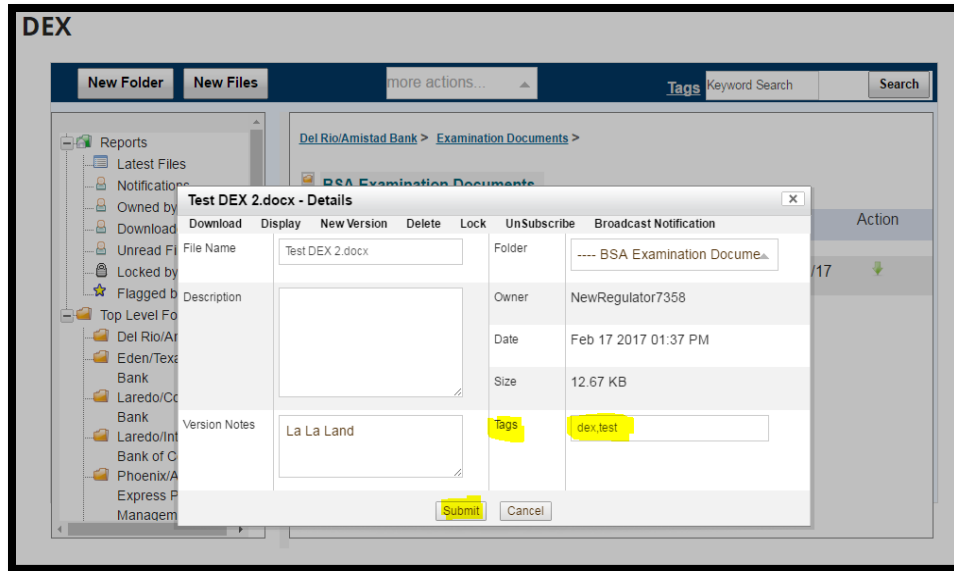 DEX
New Folder New Files more actions... Tags Keyword Search Search
Reports
Latest Files
Notifications
Owned by
Download
Unread Fi
Locked by
Flagged b
Top Level Fo
Del Rio/Am
Eden/Texa
Bank
Laredo/Co
Bank
Laredo/Int
Bank of C
Phoenix/A
Express P
Managem
Del Rio/Amistad Bank > Examination Documents >
BSA Examination Documents
Action
/17
Test DEX 2.docx - Details
Download Display New Version Delete Lock UnSubscribe Broadcast Notification
File Name Test DEX 2.docx Folder ---- BSA Examination Docume
Description Owner NewRegulator7358
Date Feb 17 2017 01:37 PM
Size 12.67 KB
Version Notes La La Land Tags dex,test
Submit Cancel